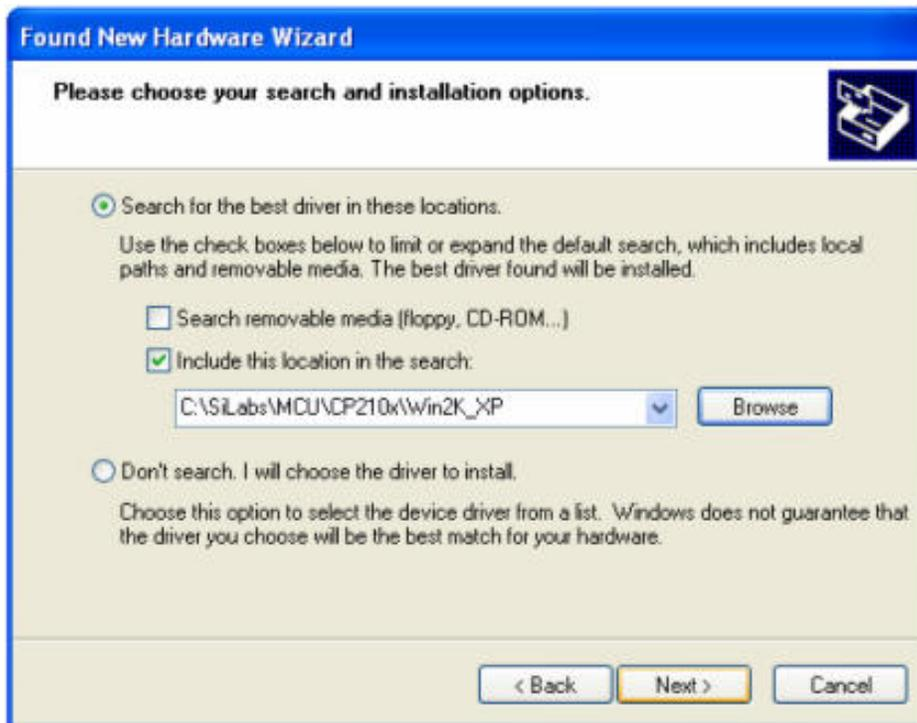 Found New Hardware Wizard
Please choose your search and installation options.
Search for the best driver in these locations.
Use the check boxes below to limit or expand the default search, which includes local
paths and removable media. The best driver found will be installed.
Search removable media (floppy, CD-ROM...)
Include this location in the search:
C:\SiLabs\MCU\CP210x\Win2K_XP
Browse
Don't search. I will choose the driver to install.
Choose this option to select the device driver from a list. Windows does not guarantee that
the driver you choose will be the best match for your hardware.
< Back
Next >
Cancel